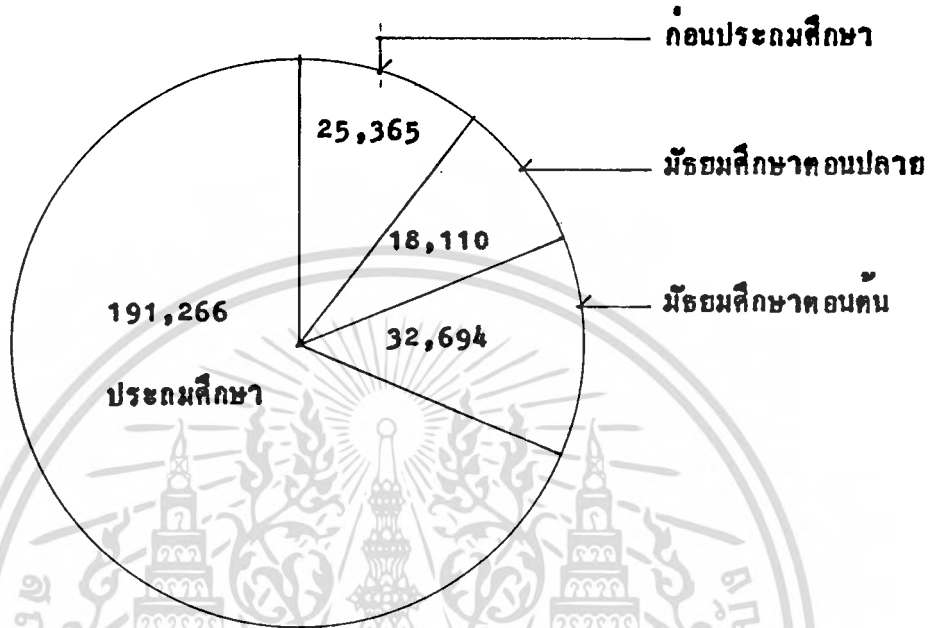 ก่อนประถมศึกษา
25,365
มัธยมศึกษาตอนปลาย
18,110
มัธยมศึกษาตอนต้น
191,266
32,694
ประถมศึกษา